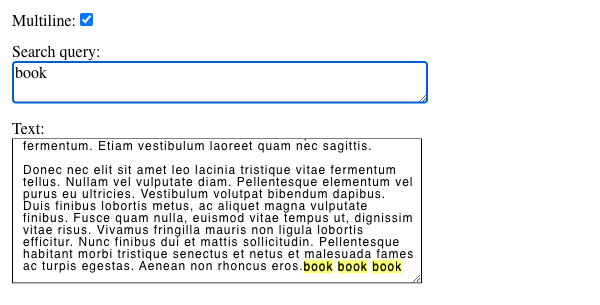 Multiline:
Search query:
book
Text:
fermentum. Etiam vestibulum laoreet quam nec sagittis.
Donec nec elit sit amet leo lacinia tristique vitae fermentum
tellus. Nullam vel vulputate diam. Pellentesque elementum vel
purus eu ultricies. Vestibulum volutpat bibendum dapibus.
Duis finibus lobortis metus, ac aliquet magna vulputate
finibus. Fusce quam nulla, euismod vitae tempus ut, dignissim
vitae risus. Vivamus fringilla mauris non ligula lobortis
efficitur. Nunc finibus dui et mattis sollicitudin. Pellentesque
habitant morbi tristique senectus et netus et malesuada fames
ac turpis egestas. Aenean non rhoncus eros.book book book